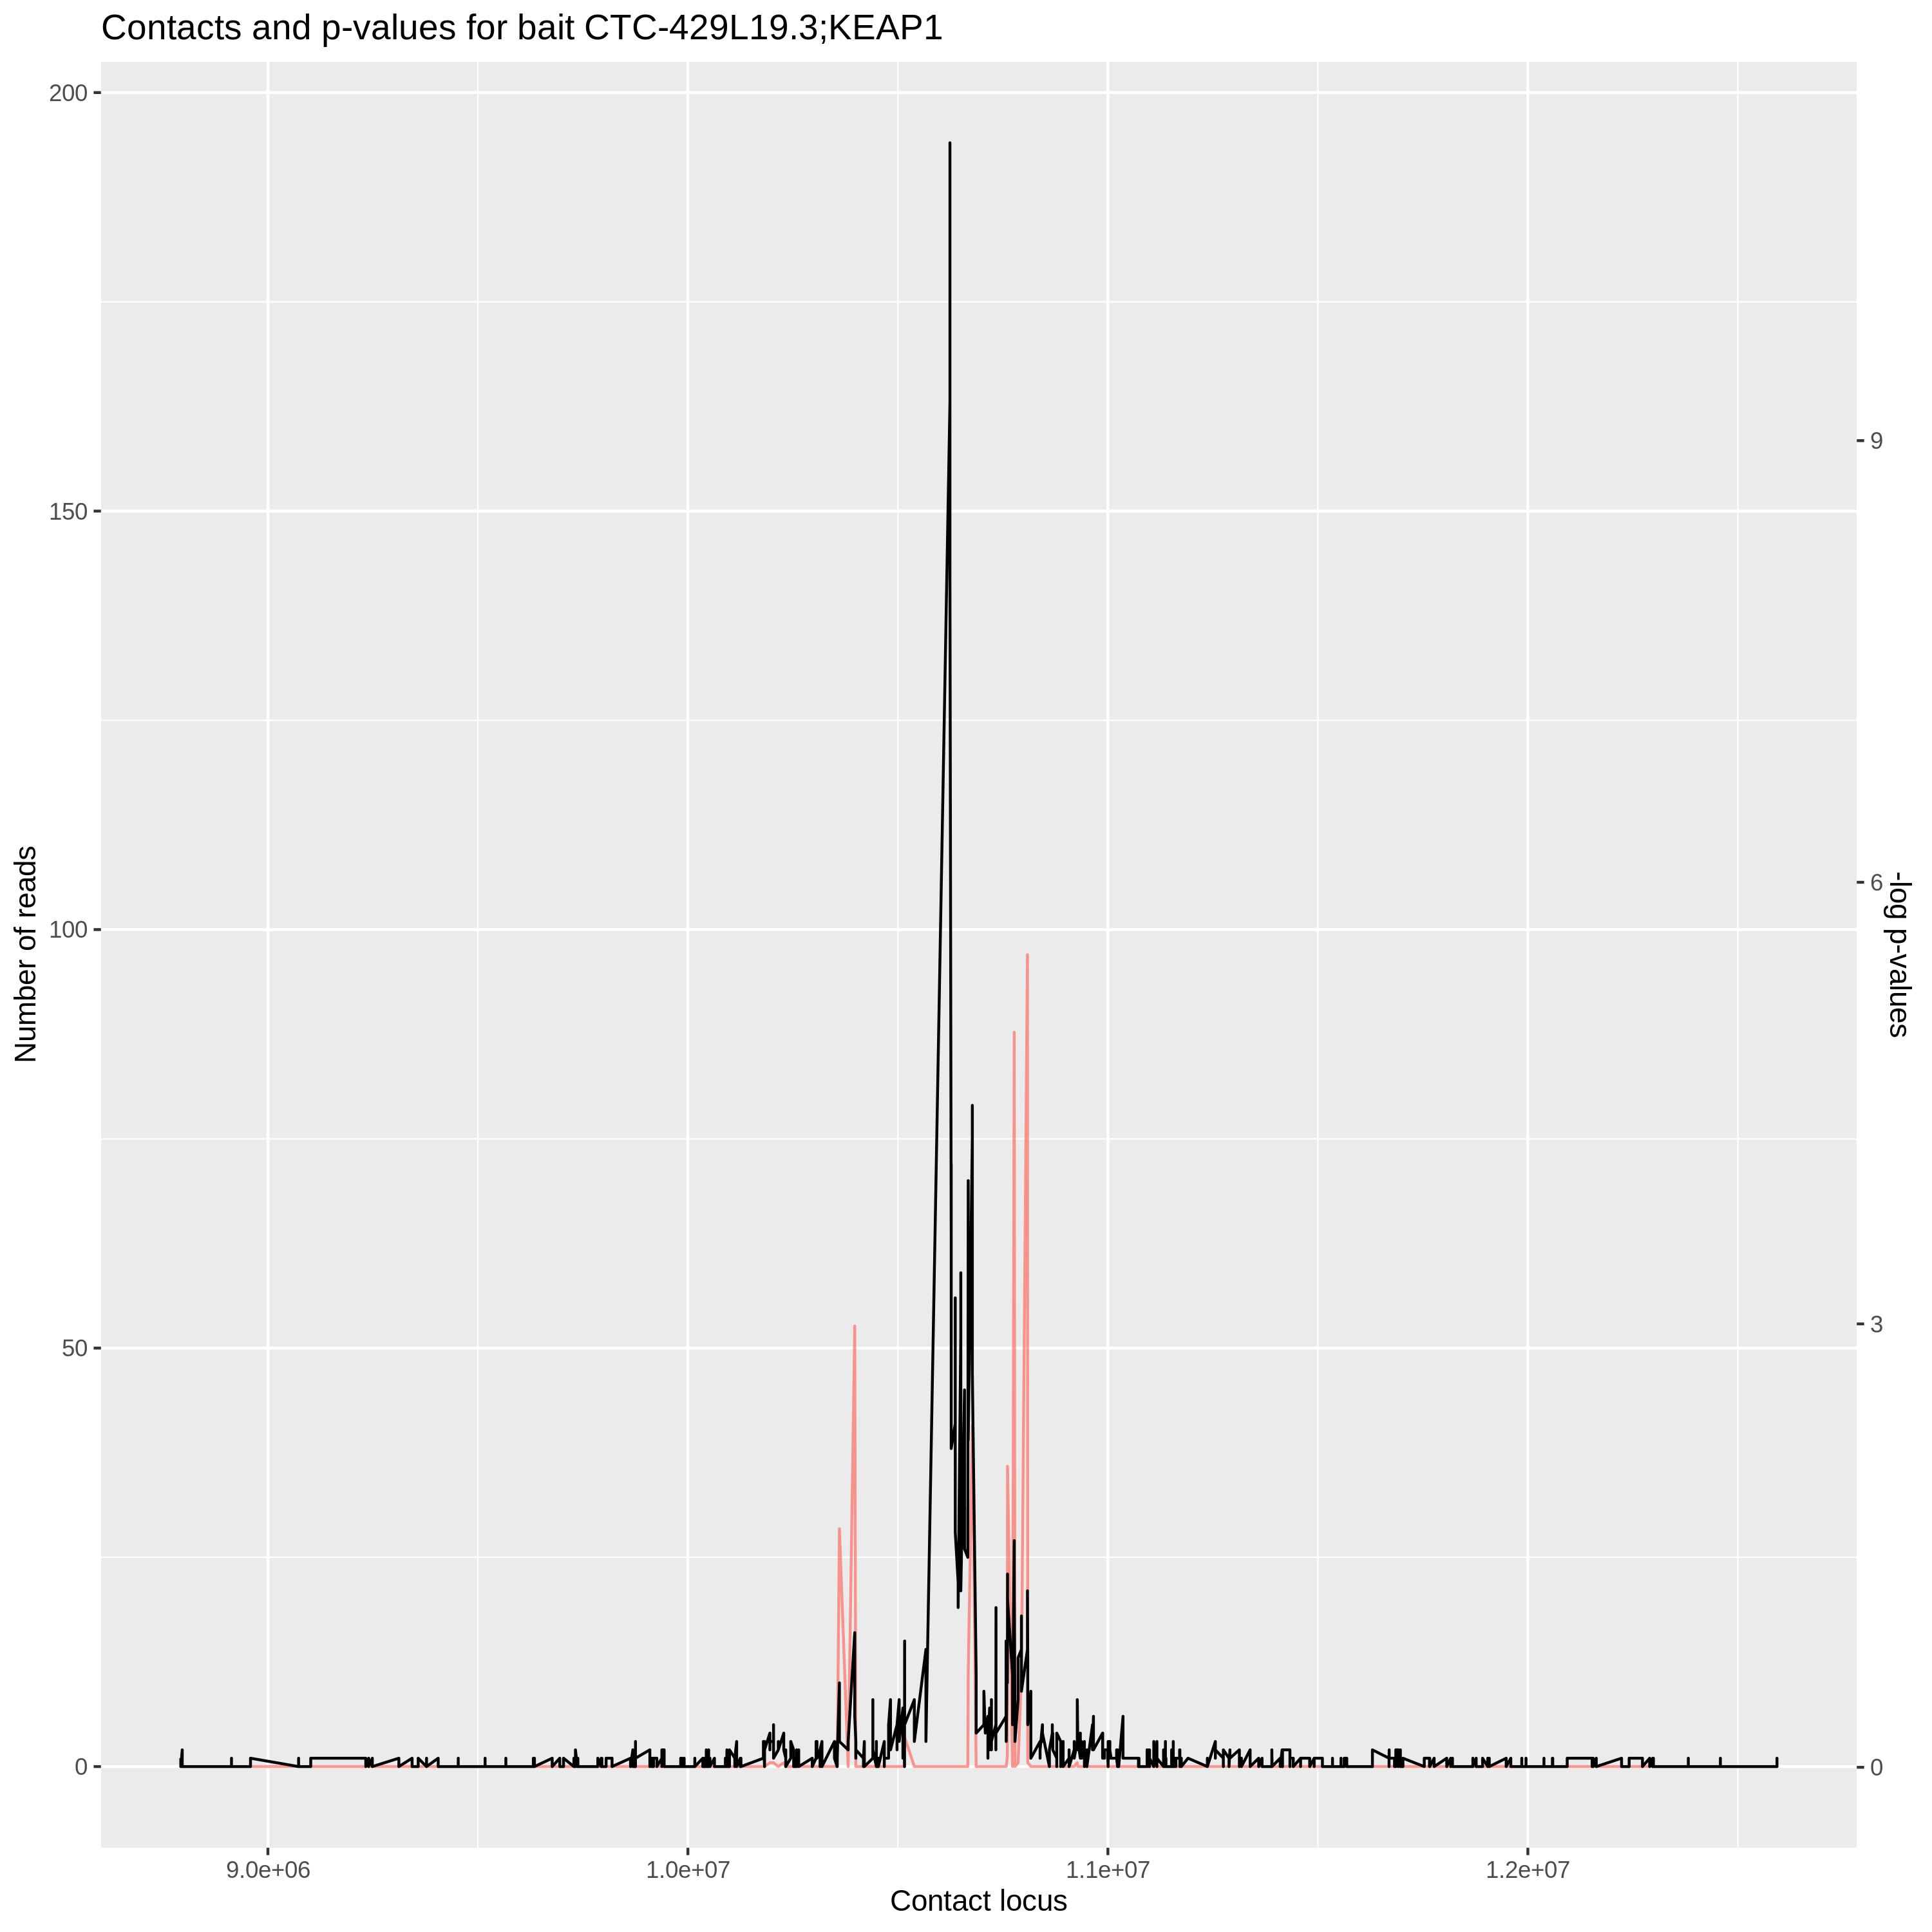 Contacts and p-values for bait CTC-429L19.3;KEAP1
200
150
100
50
0
Number of reads
9
6
3
0
-log p-values
9.0e+06
1.0e+07
1.1e+07
1.2e+07
Contact locus